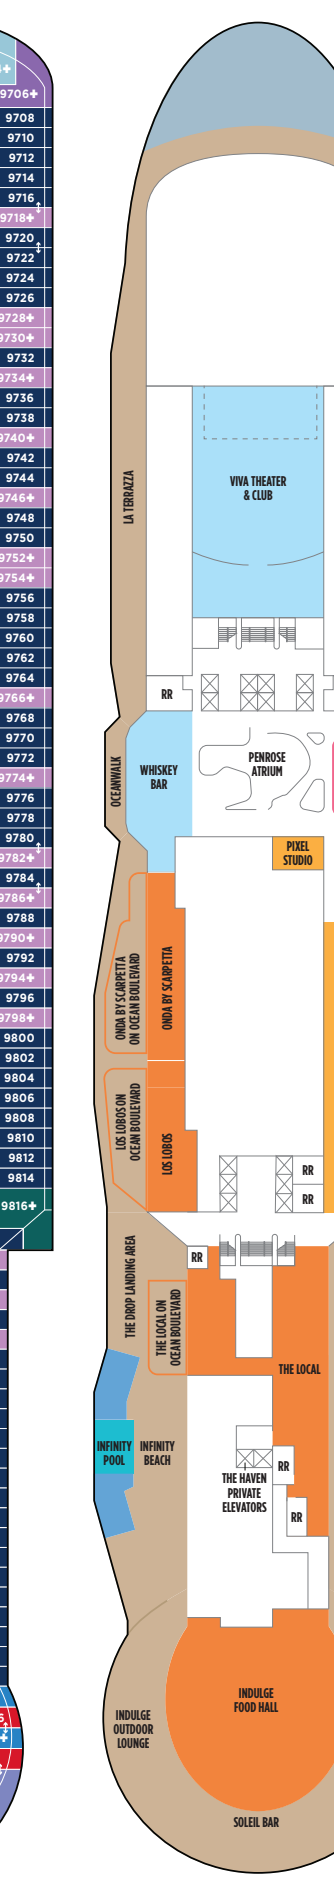 9706+
9708
9710
9712
9714
9716
9718+
9720
9722
9724
9726
9728+
9730+
9732
9734+
9736
9738
9740+
9742
9744
9746+
9748
9750
9752+
9754+
9756
9758
9760
9762
9764
9766+
9768
9770
9772
9774+
9776
9778
9780
9782+
9784
9786+
9788
9790+
9792
9794+
9796
9798+
9800
9802
9804
9806
9808
9810
9812
9814
9816+
LA TERRAZZA
VIVA THEATER
& CLUB
RR
OCEANWALK
WHISKEY
BAR
PENROSE
ATRIUM
PIXEL
STUDIO
ONDA BY SCARPETTA
ON OCEAN BOULEVARD
ONDA BY SCARPETTA
LOS LOBOS ON
OCEAN BOULEVARD
LOS LOBOS
RR
RR
THE DROP LANDING AREA
RR
THE LOCAL ON
OCEAN BOULEVARD
THE LOCAL
INFINITY
POOL
INFINITY
BEACH
RR
THE HAVEN
PRIVATE
ELEVATORS
RR
INDULGE
FOOD HALL
INDULGE
OUTDOOR
LOUNGE
SOLEIL BAR